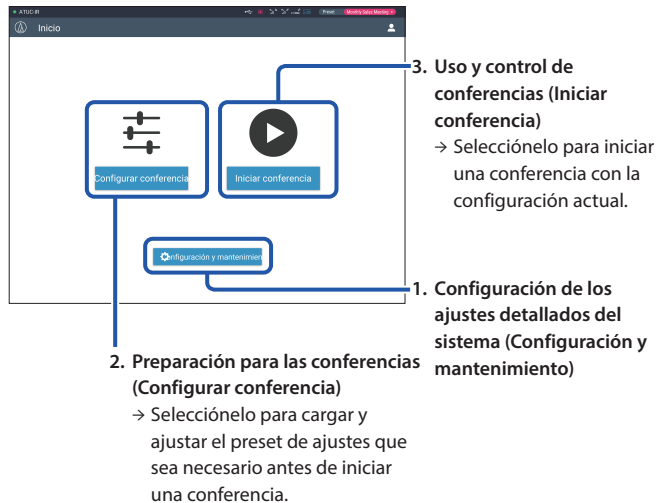 ATUC-IR
Preset
Monthly Sales Meeting
Inicio
Configurar conferencia
Iniciar conferencia
nfiguración y mantenimien
3. Uso y control de
conferencias (Iniciar
conferencia)
→ Selecciónelo para iniciar
una conferencia con la
configuración actual.
1. Configuración de los
ajustes detallados del
sistema (Configuración y
mantenimiento)
2. Preparación para las conferencias
(Configurar conferencia)
→ Selecciónelo para cargar y
ajustar el preset de ajustes que
sea necesario antes de iniciar
una conferencia.